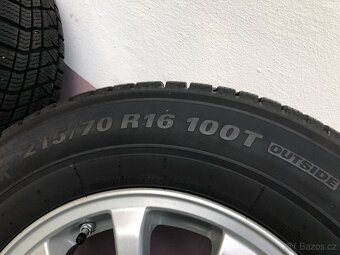 215/70 R16 100T
OUTSIDE
bazos.cz